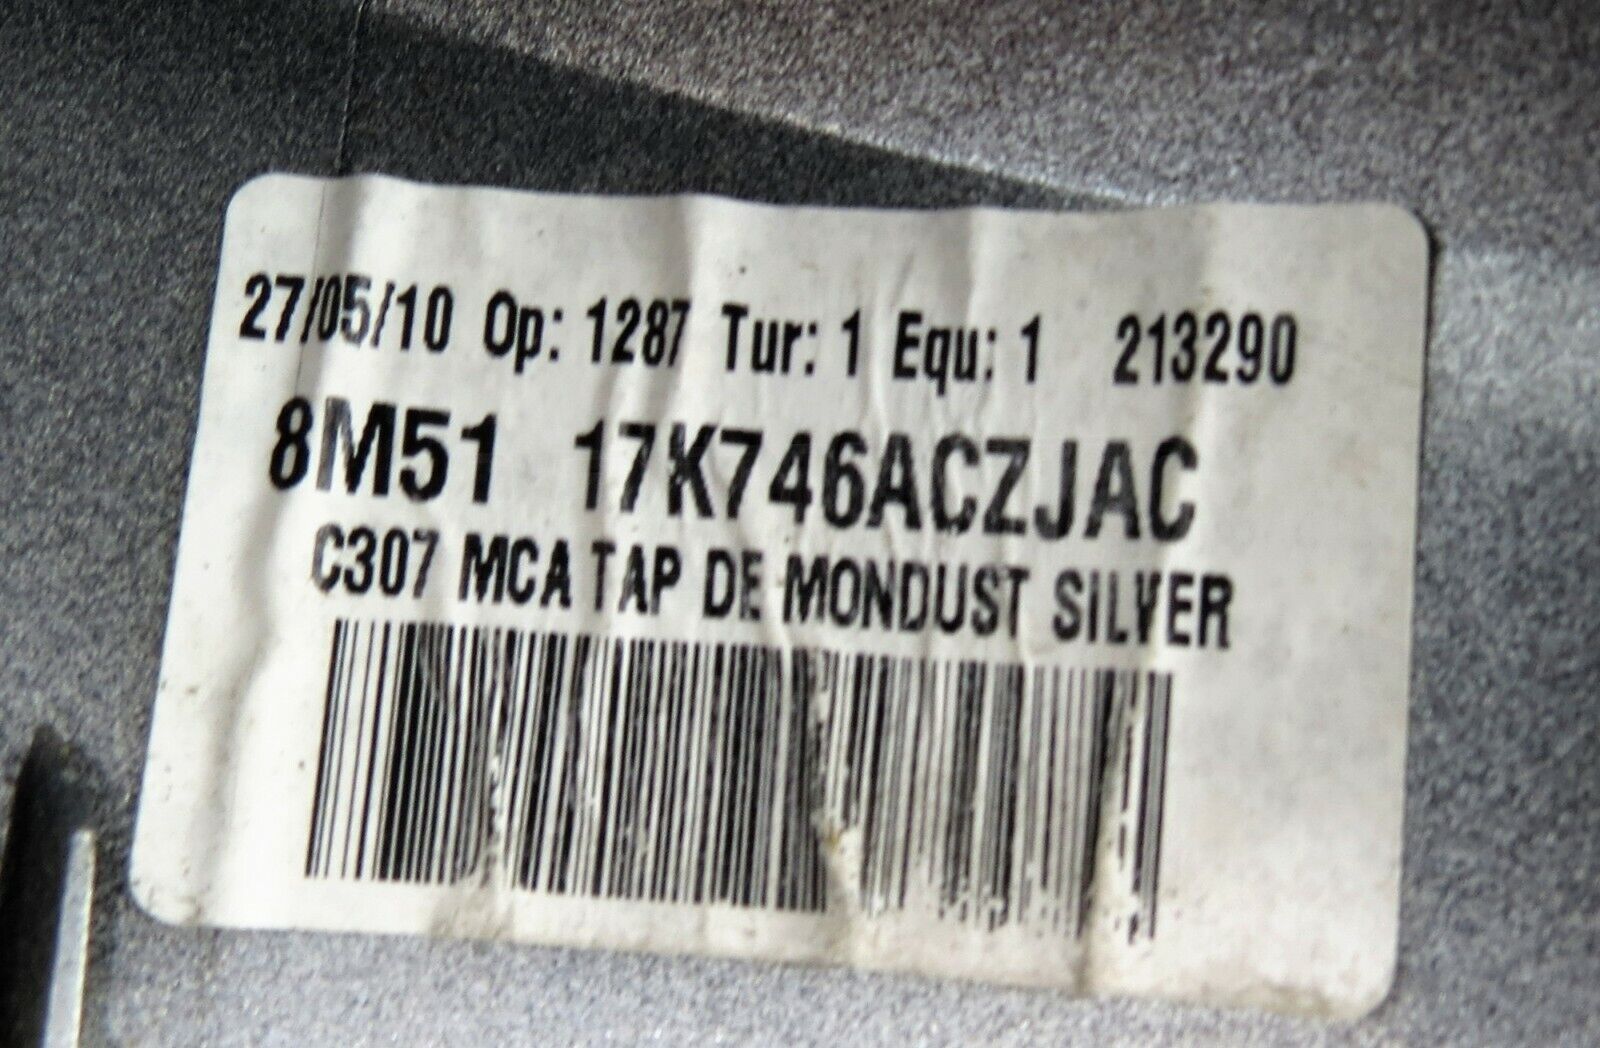 27/05/10 Op: 1287 Tur: 1 Equ: 1 213290
8M51 17K746ACZJAC
C307 MCA TAP DE MONDUST SILVER